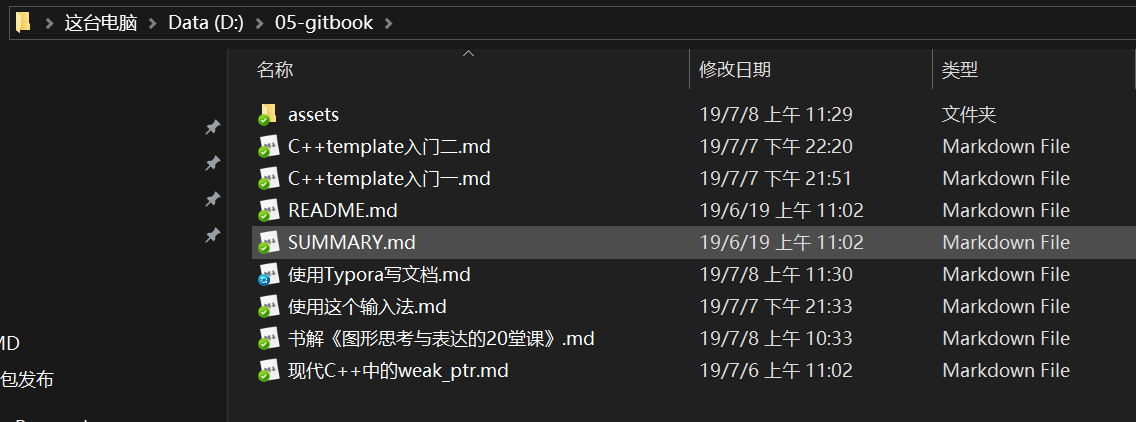 这台电脑 > Data (D:) > 05-gitbook >
名称 修改日期 类型
assets 19/7/8 上午 11:29 文件夹
C++template入门二.md 19/7/7 下午 22:20 Markdown File
C++template入门一.md 19/7/7 下午 21:51 Markdown File
README.md 19/6/19 上午 11:02 Markdown File
SUMMARY.md 19/6/19 上午 11:02 Markdown File
使用Typora写文档.md 19/7/8 上午 11:30 Markdown File
使用这个输入法.md 19/7/7 下午 21:33 Markdown File
书解《图形思考与表达的20堂课》.md 19/7/8 上午 10:33 Markdown File
MD
现代C++中的weak_ptr.md 19/7/6 上午 11:02 Markdown File
包发布